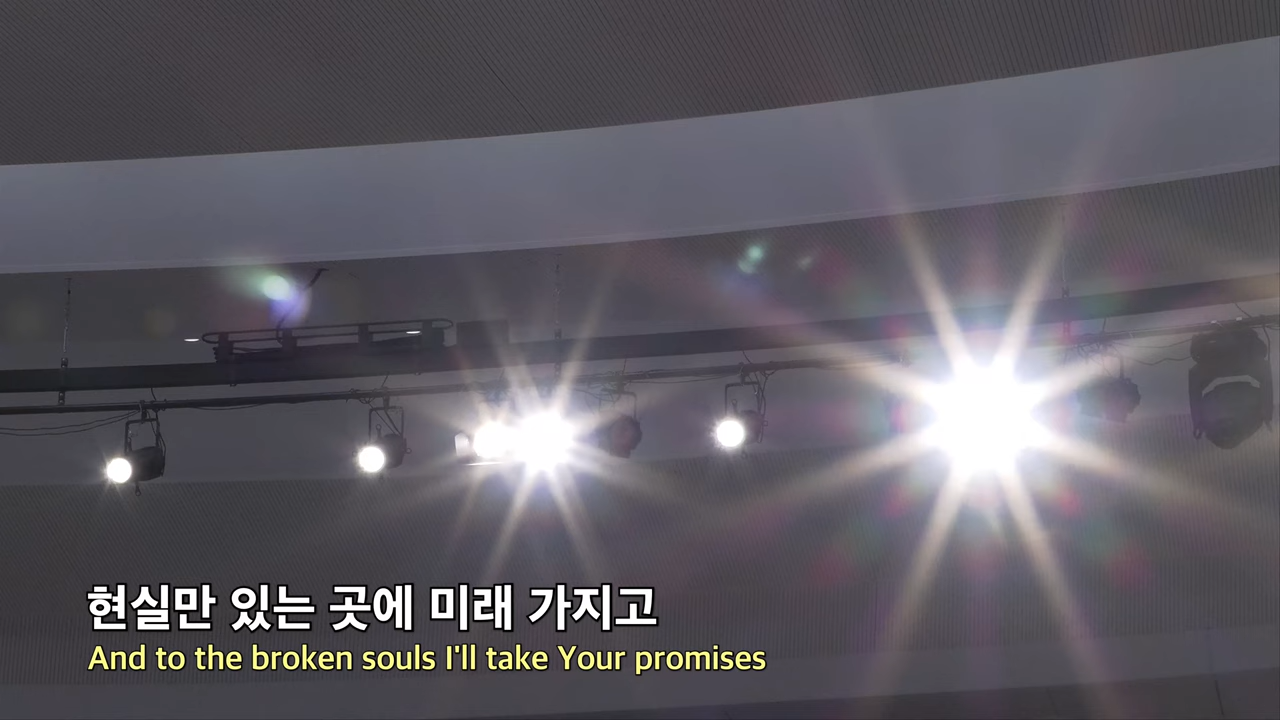 현실만 있는 곳에 미래 가지고
And to the broken souls I'll take Your promises